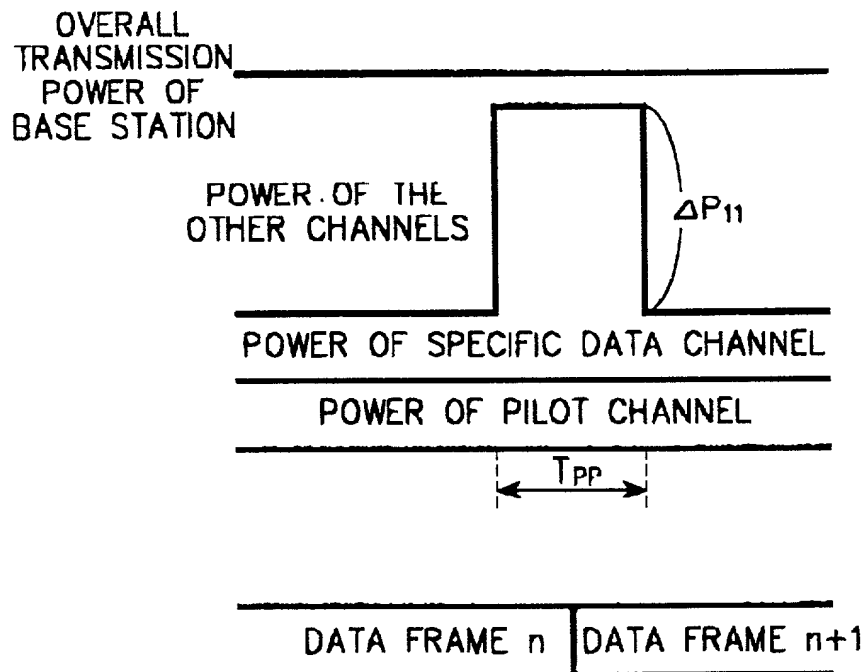 OVERALL
TRANSMISSION
POWER OF
BASE STATION
POWER OF THE
OTHER CHANNELS
ΔP11
POWER OF SPECIFIC DATA CHANNEL
POWER OF PILOT CHANNEL
TPP
DATA FRAME n
DATA FRAME n+1